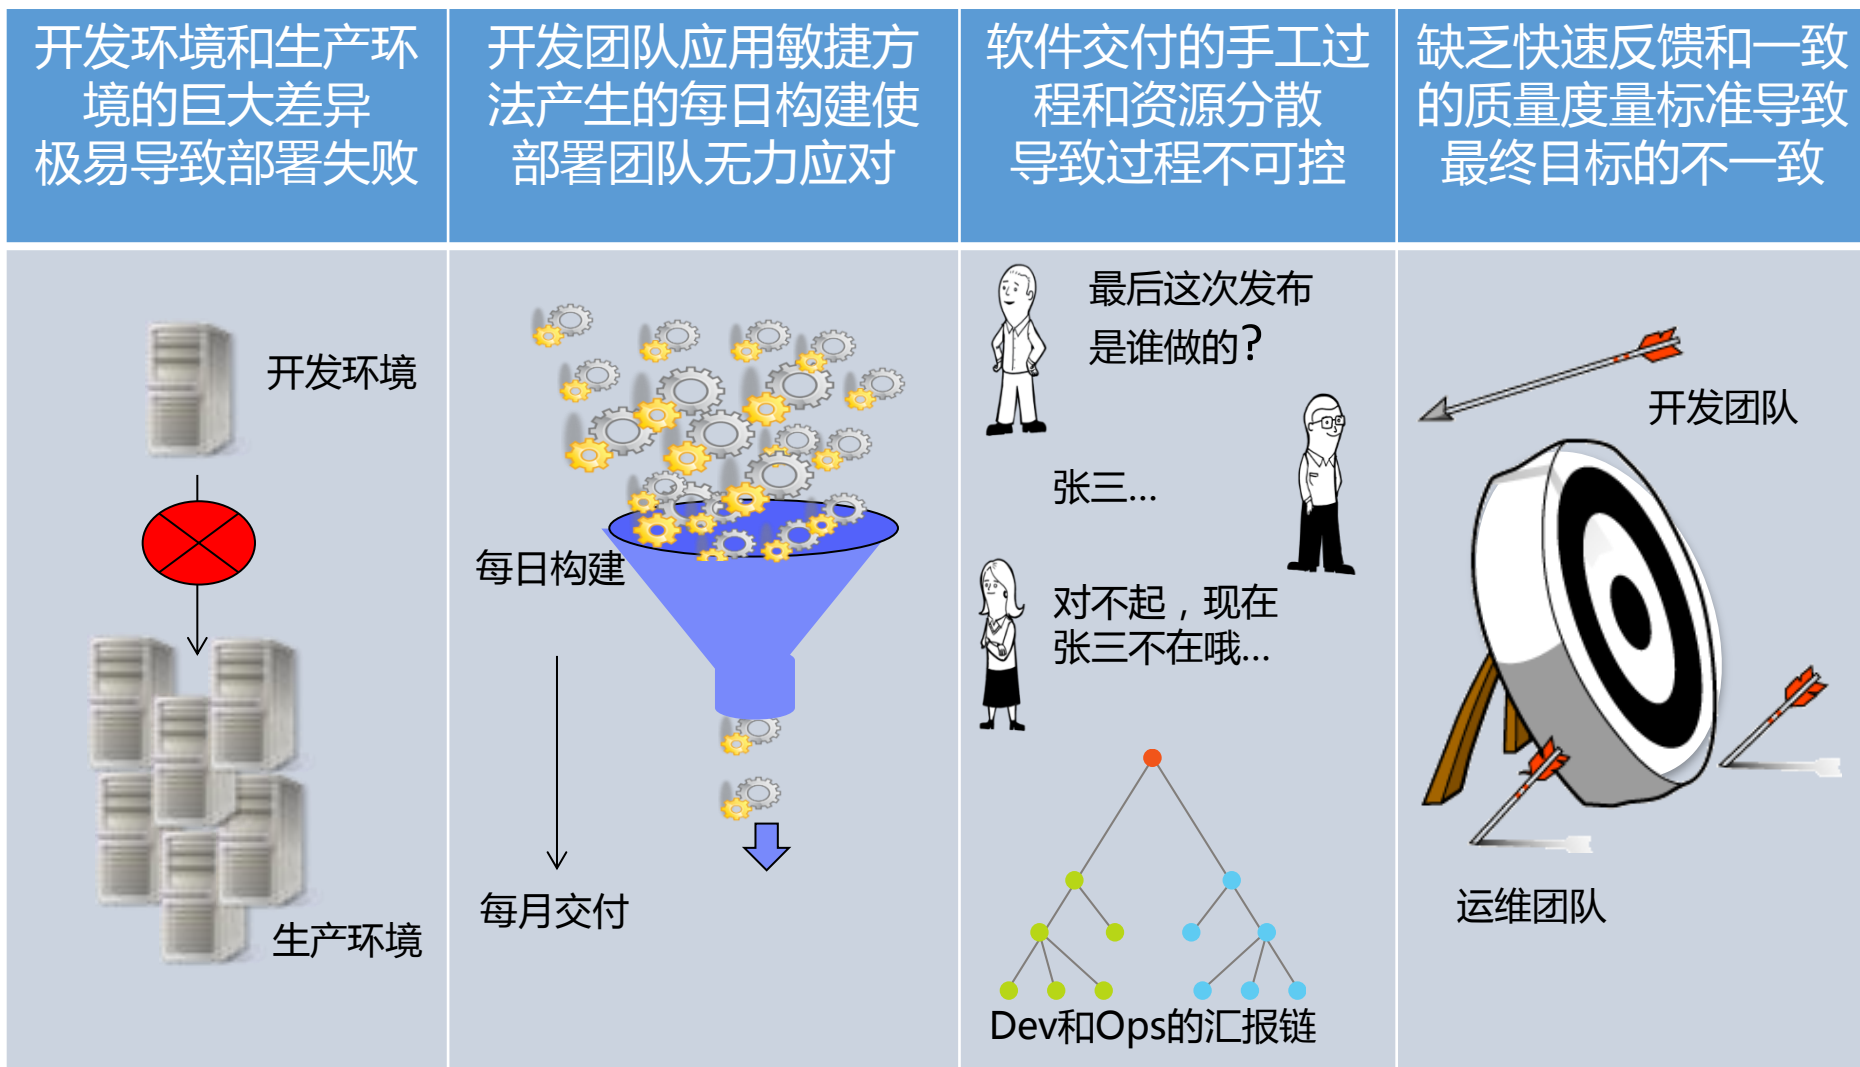 开发环境和生产环
境的巨大差异
极易导致部署失败
开发团队应用敏捷方
法产生的每日构建使
部署团队无力应对
软件交付的手工过
程和资源分散
导致过程不可控
缺乏快速反馈和一致
的质量度量标准导致
最终目标的不一致
开发环境
生产环境
每日构建
每月交付
最后这次发布
是谁做的?
张三...
对不起，现在
张三不在哦...
Dev和Ops的汇报链
开发团队
运维团队